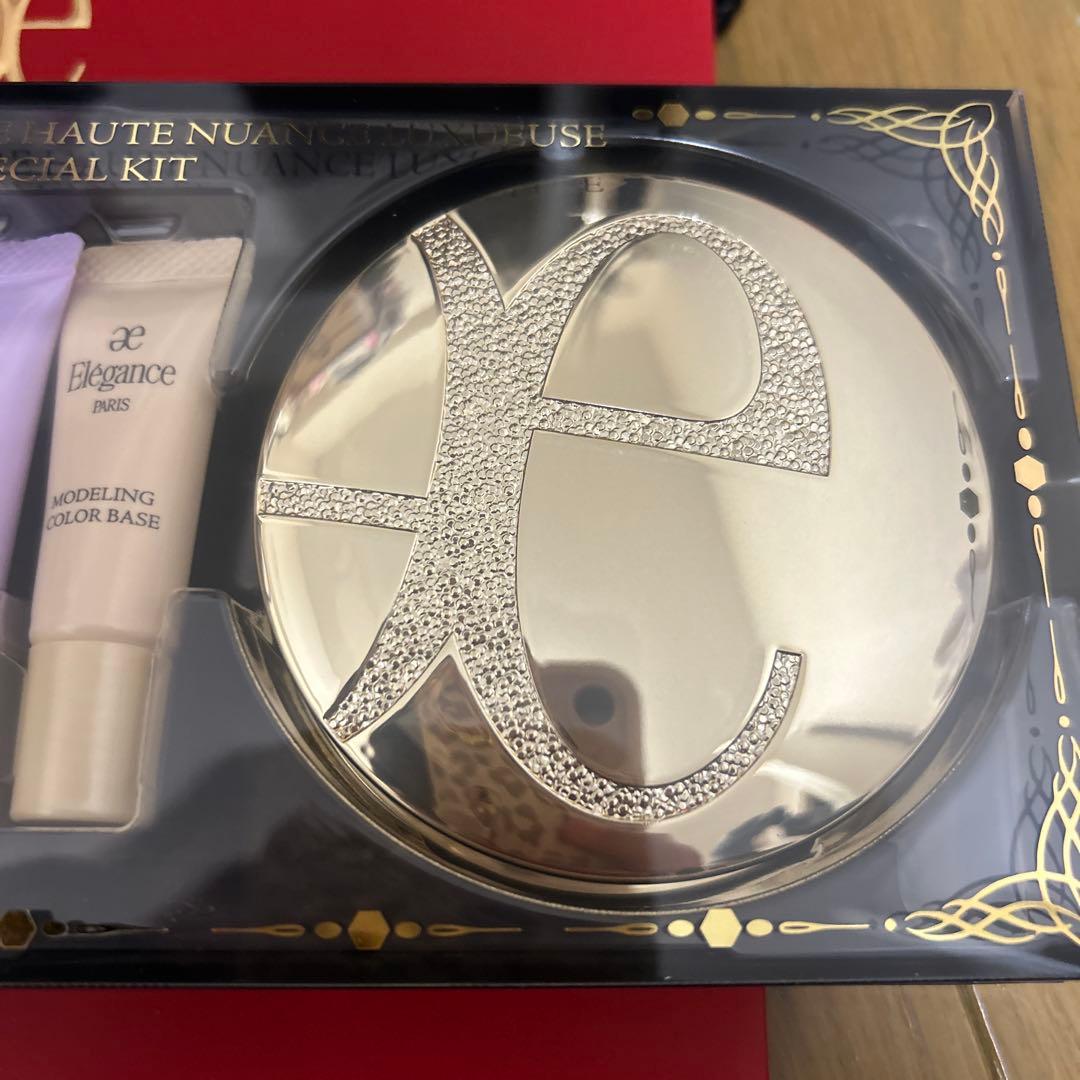 HAUTE NUANCE LUXUEUSE
ECIAL KIT
æ
Elégance
PARIS
MODELING
COLOR BASE